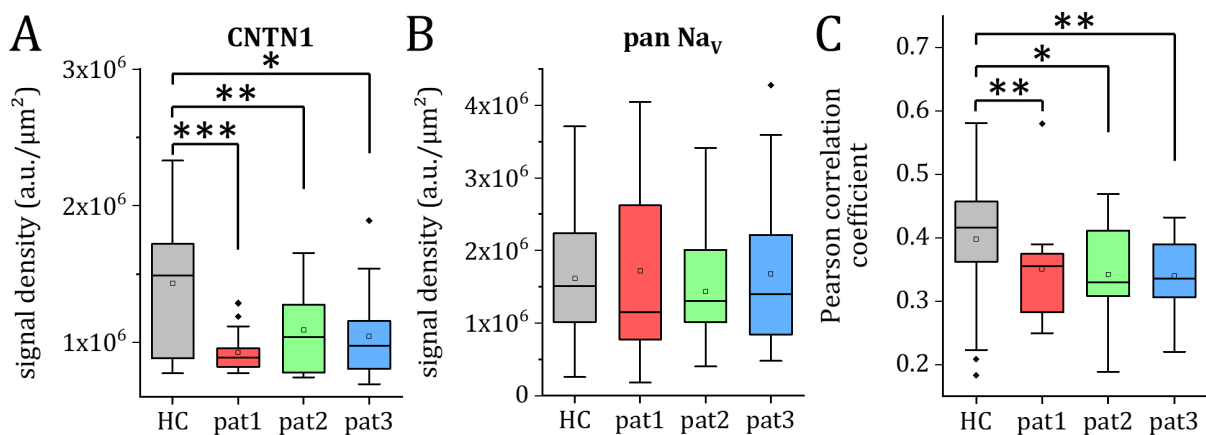 A
CNTN1
signal density (a.u./μm²)
3x10⁶
2x10⁶
1x10⁶
*
**
***
HC pat1 pat2 pat3
B
pan Naᵥ
signal density (a.u./μm²)
4x10⁶
3x10⁶
2x10⁶
1x10⁶
0
HC pat1 pat2 pat3
C
Pearson correlation
coefficient
0.7
0.6
0.5
0.4
0.3
0.2
**
*
**
HC pat1 pat2 pat3